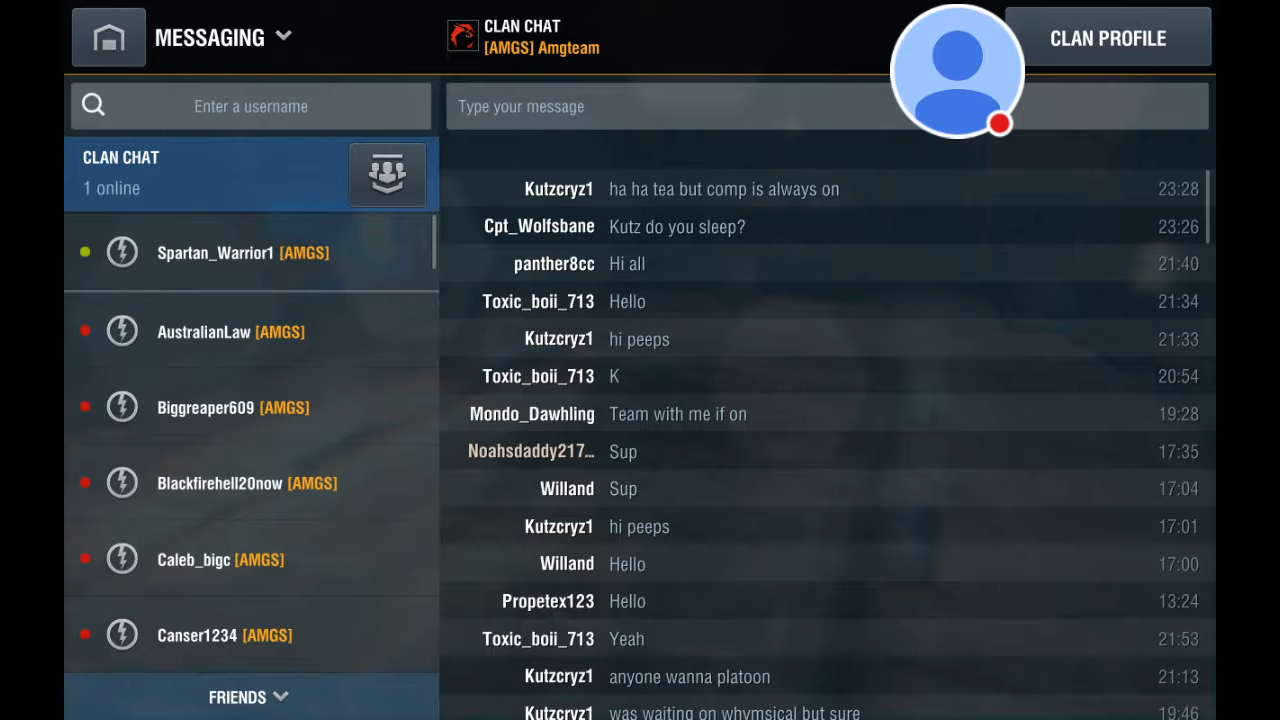 MESSAGING
CLAN CHAT
[AMGS] Amgteam
CLAN PROFILE
Enter a username
Type your message
CLAN CHAT
1 online
Spartan_Warrior1 [AMGS]
AustralianLaw [AMGS]
Biggreaper609 [AMGS]
Blackfirehell20now [AMGS]
Caleb_bigc [AMGS]
Canser1234 [AMGS]
FRIENDS
Kutzcryz1 ha ha tea but comp is always on 23:28
Cpt_Wolfsbane Kutz do you sleep? 23:26
panther8cc Hi all 21:40
Toxic_boii_713 Hello 21:34
Kutzcryz1 hi peeps 21:33
Toxic_boii_713 K 20:54
Mondo_Dawhling Team with me if on 19:28
Noahsdaddy217... Sup 17:35
Willand Sup 17:04
Kutzcryz1 hi peeps 17:01
Willand Hello 17:00
Propetex123 Hello 13:24
Toxic_boii_713 Yeah 21:53
Kutzcryz1 anyone wanna platoon 21:13
Kutzcryz1 was waiting on whymsical but sure 19:46